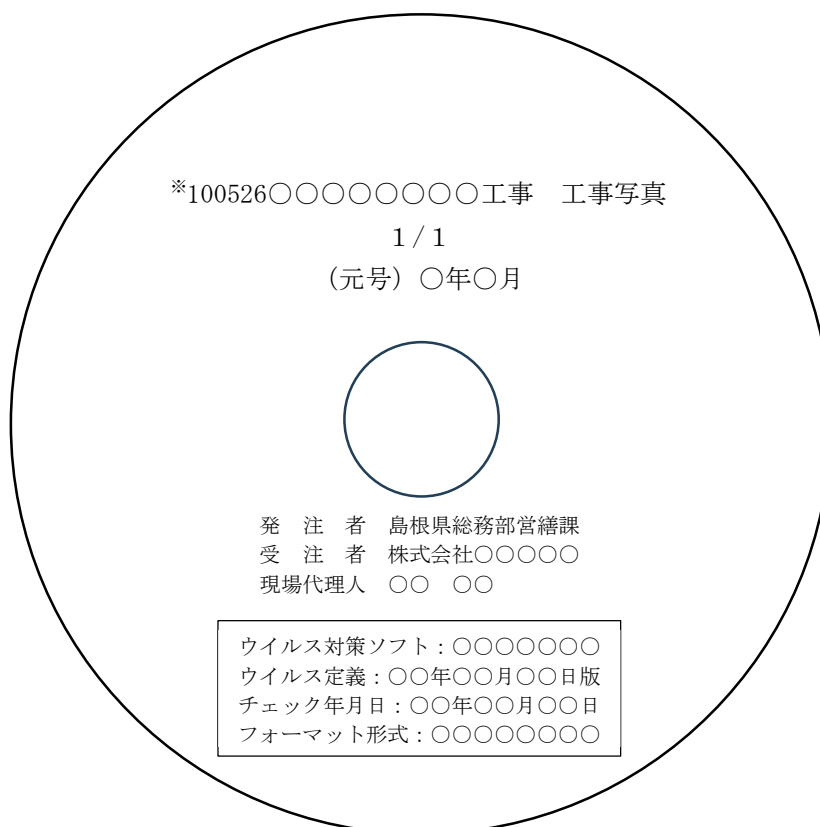 ※100526○○○○○○○○工事　工事写真
１/１
（元号）○年○月
発　注　者　島根県総務部営繕課
受　注　者　株式会社○○○○○
現場代理人　○○　○○
ウイルス対策ソフト：○○○○○○○
ウイルス定義：○○年○○月○○日版
チェック年月日：○○年○○月○○日
フォーマット形式：○○○○○○○○